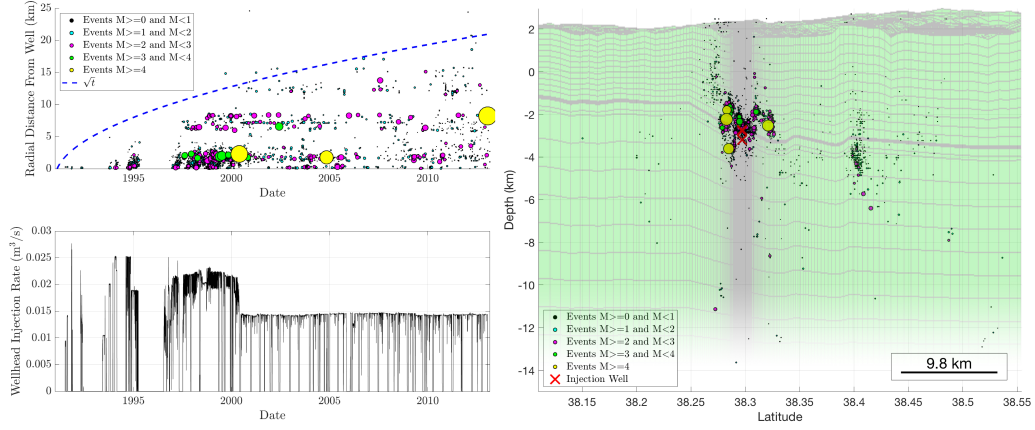 Radial Distance From Well (km)
25
20
15
10
5
0
Events M>=0 and M<1
Events M>=1 and M<2
Events M>=2 and M<3
Events M>=3 and M<4
Events M>=4
√t
1995
2000
2005
2010
Date
Wellhead Injection Rate (m³/s)
0.03
0.025
0.02
0.015
0.01
0.005
0
1995
2000
2005
2010
Date
Depth (km)
2
0
-2
-4
-6
-8
-10
-12
-14
Events M>=0 and M<1
Events M>=1 and M<2
Events M>=2 and M<3
Events M>=3 and M<4
Events M>=4
Injection Well
9.8 km
38.15
38.2
38.25
38.3
38.35
38.4
38.45
38.5
38.55
Latitude